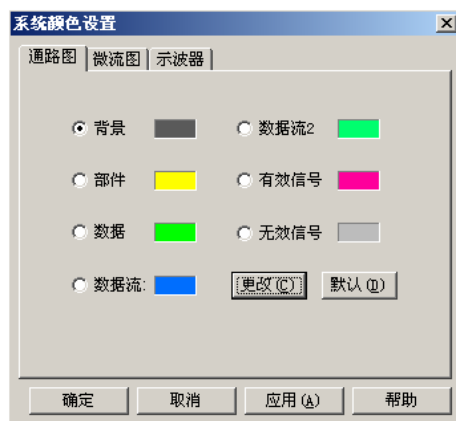 系统颜色设置
通路图 微流图 示波器
背景 数据流2
部件 有效信号
数据 无效信号
数据流: 更改(C) 默认(D)
确定 取消 应用(A) 帮助